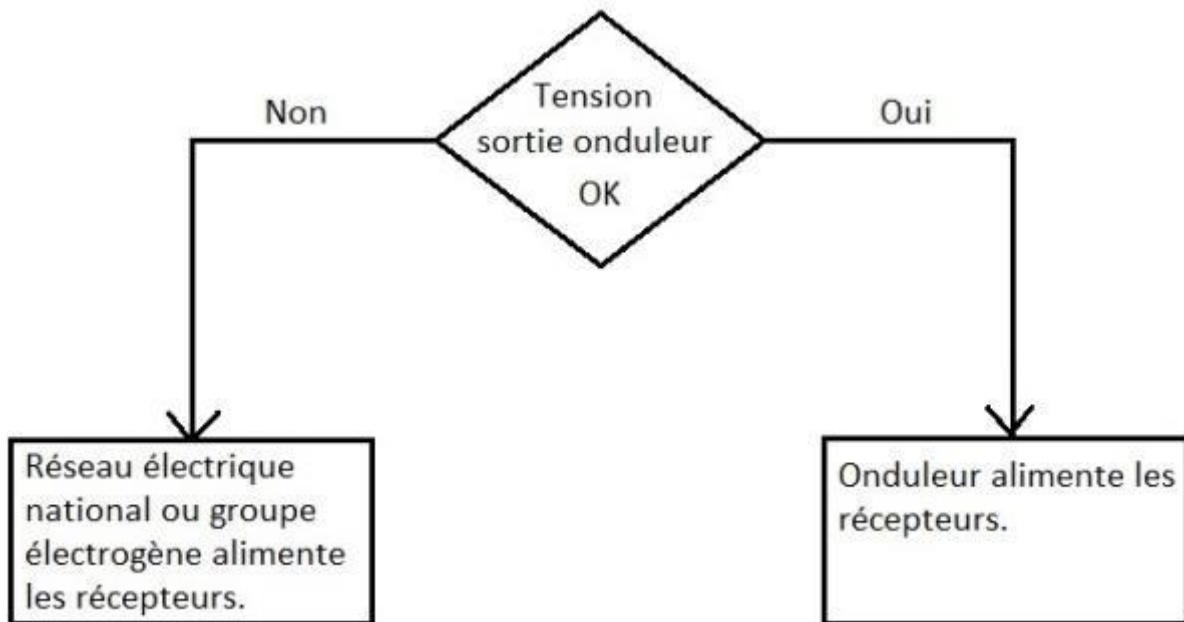 Non
Tension
sortie onduleur
OK
Oui
Réseau électrique
national ou groupe
électrogène alimente
les récepteurs.
Onduleur alimente les
récepteurs.